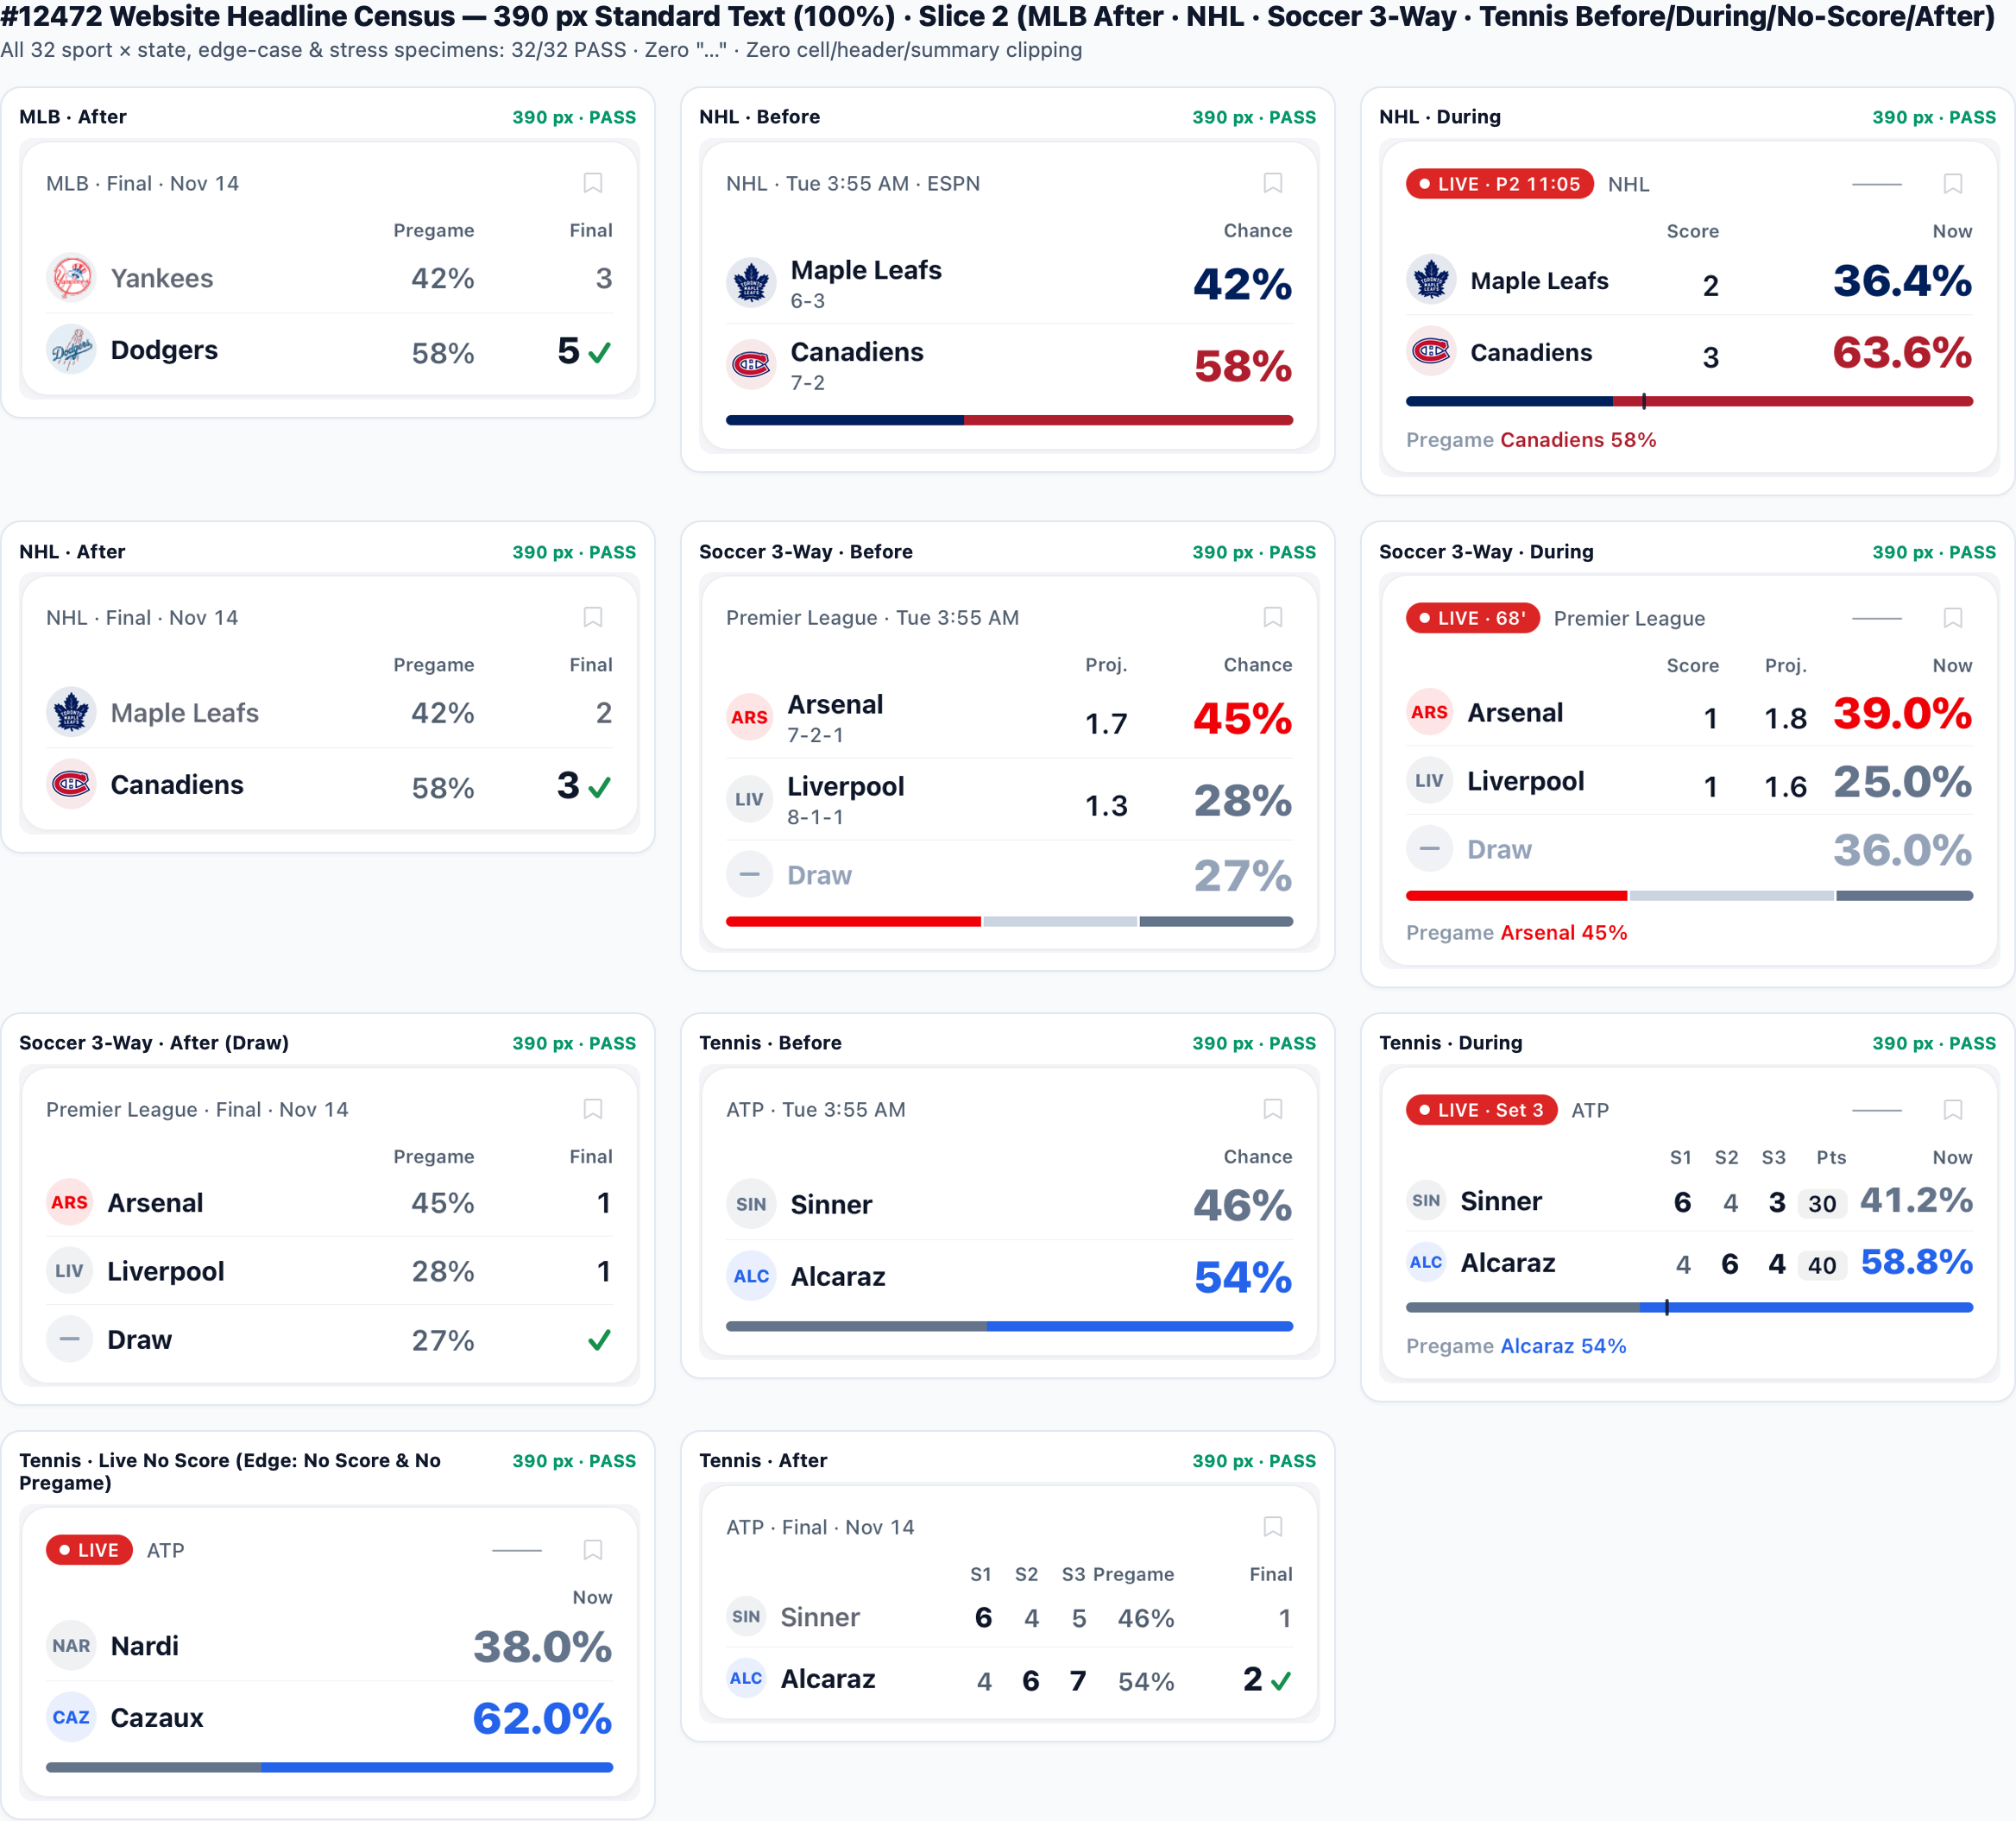 #12472 Website Headline Census — 390 px Standard Text (100%) · Slice 2 (MLB After · NHL · Soccer 3-Way · Tennis Before/During/No-Score/After)
All 32 sport × state, edge-case & stress specimens: 32/32 PASS · Zero "..." · Zero cell/header/summary clipping
MLB · After 390 px · PASS
MLB · Final · Nov 14
Pregame Final
Yankees 42% 3
Dodgers Dodgers 58% 5
NHL · Before 390 px · PASS
NHL · Tue 3:55 AM · ESPN
Chance
Maple Leafs 42%
6-3
Canadiens 58%
7-2
NHL · During 390 px · PASS
LIVE · P2 11:05 NHL
Score Now
Maple Leafs 2 36.4%
Canadiens 3 63.6%
Pregame Canadiens 58%
NHL · After 390 px · PASS
NHL · Final · Nov 14
Pregame Final
Maple Leafs 42% 2
Canadiens 58% 3
Soccer 3-Way · Before 390 px · PASS
Premier League · Tue 3:55 AM
Proj. Chance
ARS Arsenal 1.7 45%
7-2-1
LIV Liverpool 1.3 28%
8-1-1
Draw 27%
Soccer 3-Way · During 390 px · PASS
LIVE · 68' Premier League
Score Proj. Now
ARS Arsenal 1 1.8 39.0%
LIV Liverpool 1 1.6 25.0%
Draw 36.0%
Pregame Arsenal 45%
Soccer 3-Way · After (Draw) 390 px · PASS
Premier League · Final · Nov 14
Pregame Final
ARS Arsenal 45% 1
LIV Liverpool 28% 1
Draw 27%
Tennis · Before 390 px · PASS
ATP · Tue 3:55 AM
Chance
SIN Sinner 46%
ALC Alcaraz 54%
Tennis · During 390 px · PASS
LIVE · Set 3 ATP
S1 S2 S3 Pts Now
SIN Sinner 6 4 3 30 41.2%
ALC Alcaraz 4 6 4 40 58.8%
Pregame Alcaraz 54%
Tennis · Live No Score (Edge: No Score & No
Pregame) 390 px · PASS
LIVE ATP
Now
NAR Nardi 38.0%
CAZ Cazaux 62.0%
Tennis · After 390 px · PASS
ATP · Final · Nov 14
S1 S2 S3 Pregame Final
SIN Sinner 6 4 5 46% 1
ALC Alcaraz 4 6 7 54% 2